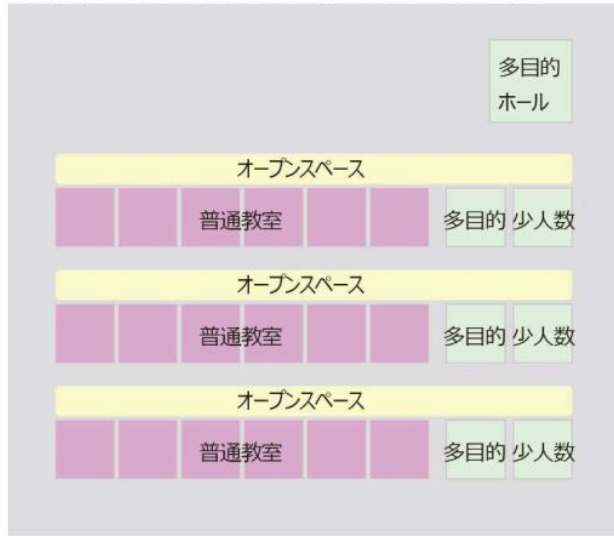 多目的
ホール
オープンスペース
普通教室
多目的
少人数
オープンスペース
普通教室
多目的
少人数
オープンスペース
普通教室
多目的
少人数